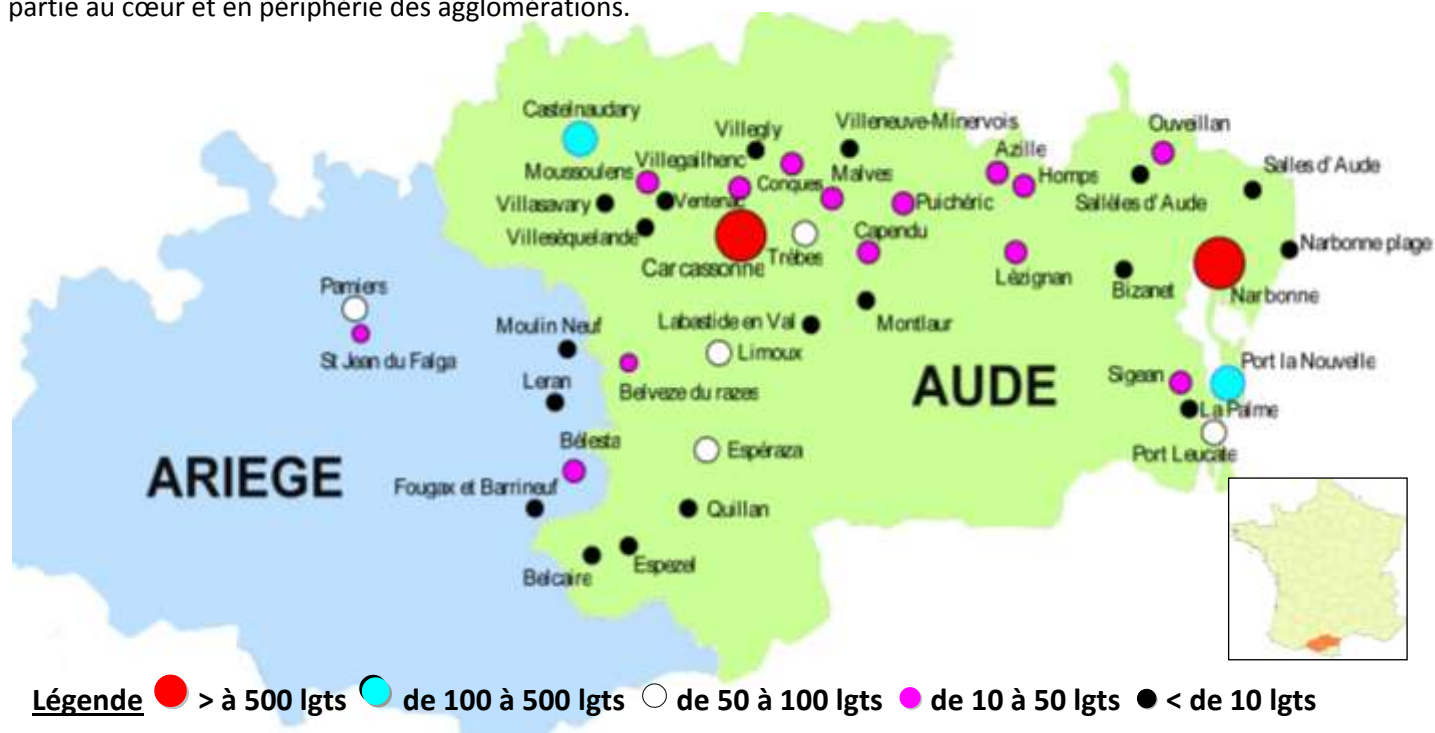 partie au cœur et en périphérie des agglomérations.
Castelnaudary
Villegly
Villeneuve-Minervois
Ouveillan
Moussoulens
Villegailhenc
Conques
Malves
Azille
Homps
Salles d'Aude
Villasavary
Ventenac
Puichéric
Sallèles d'Aude
Villesèquelande
Carcassonne
Trèbes
Capendu
Lézignan
Bizanet
Narbonne plage
Narbonne
Pamiers
St Jean du Falga
Moulin Neuf
Labastide en Val
Montlaur
Limoux
Leran
Belveze du razes
AUDE
Sigean
Port la Nouvelle
La Palme
Port Leucate
ARIEGE
Bélesta
Espéraza
Fougax et Barrineuf
Quillan
Belcaire
Espezel
Légende > à 500 lgts de 100 à 500 lgts de 50 à 100 lgts de 10 à 50 lgts < de 10 lgts